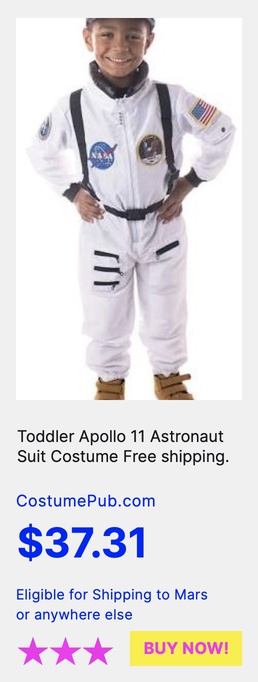 NASA
Toddler Apollo 11 Astronaut
Suit Costume Free shipping.
CostumePub.com
$37.31
Eligible for Shipping to Mars
or anywhere else
BUY NOW!